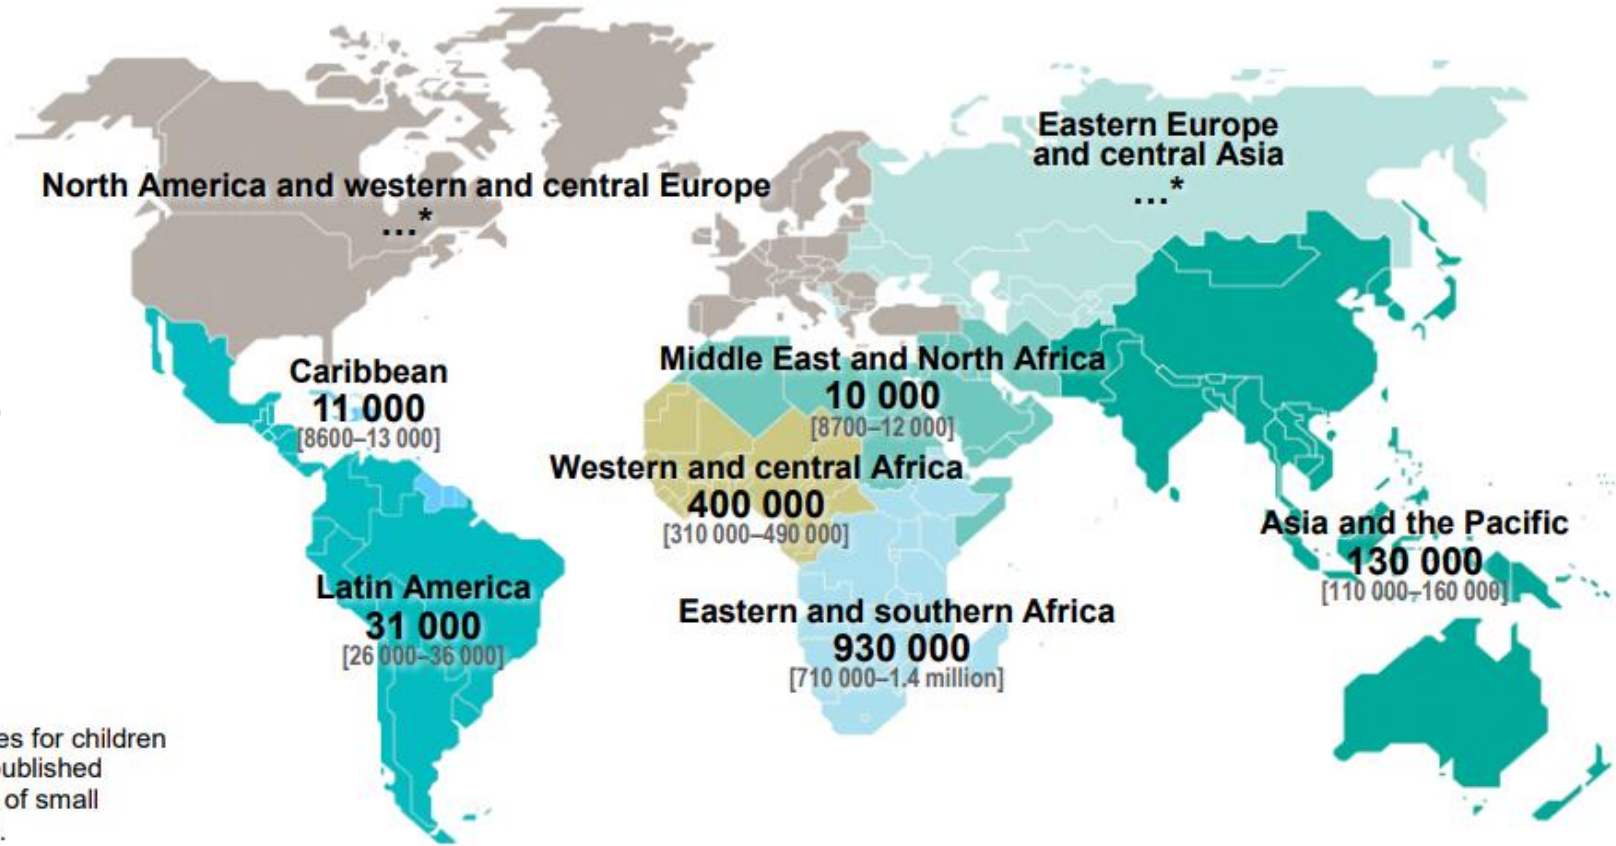 North America and western and central Europe
...*
Eastern Europe
and central Asia
...*
Caribbean
11 000
[8600–13 000]
Middle East and North Africa
10 000
[8700–12 000]
Western and central Africa
400 000
[310 000–490 000]
Latin America
31 000
[26 000–36 000]
Eastern and southern Africa
930 000
[710 000–1.4 million]
Asia and the Pacific
130 000
[110 000–160 000]
es for children
ublished
of small
.